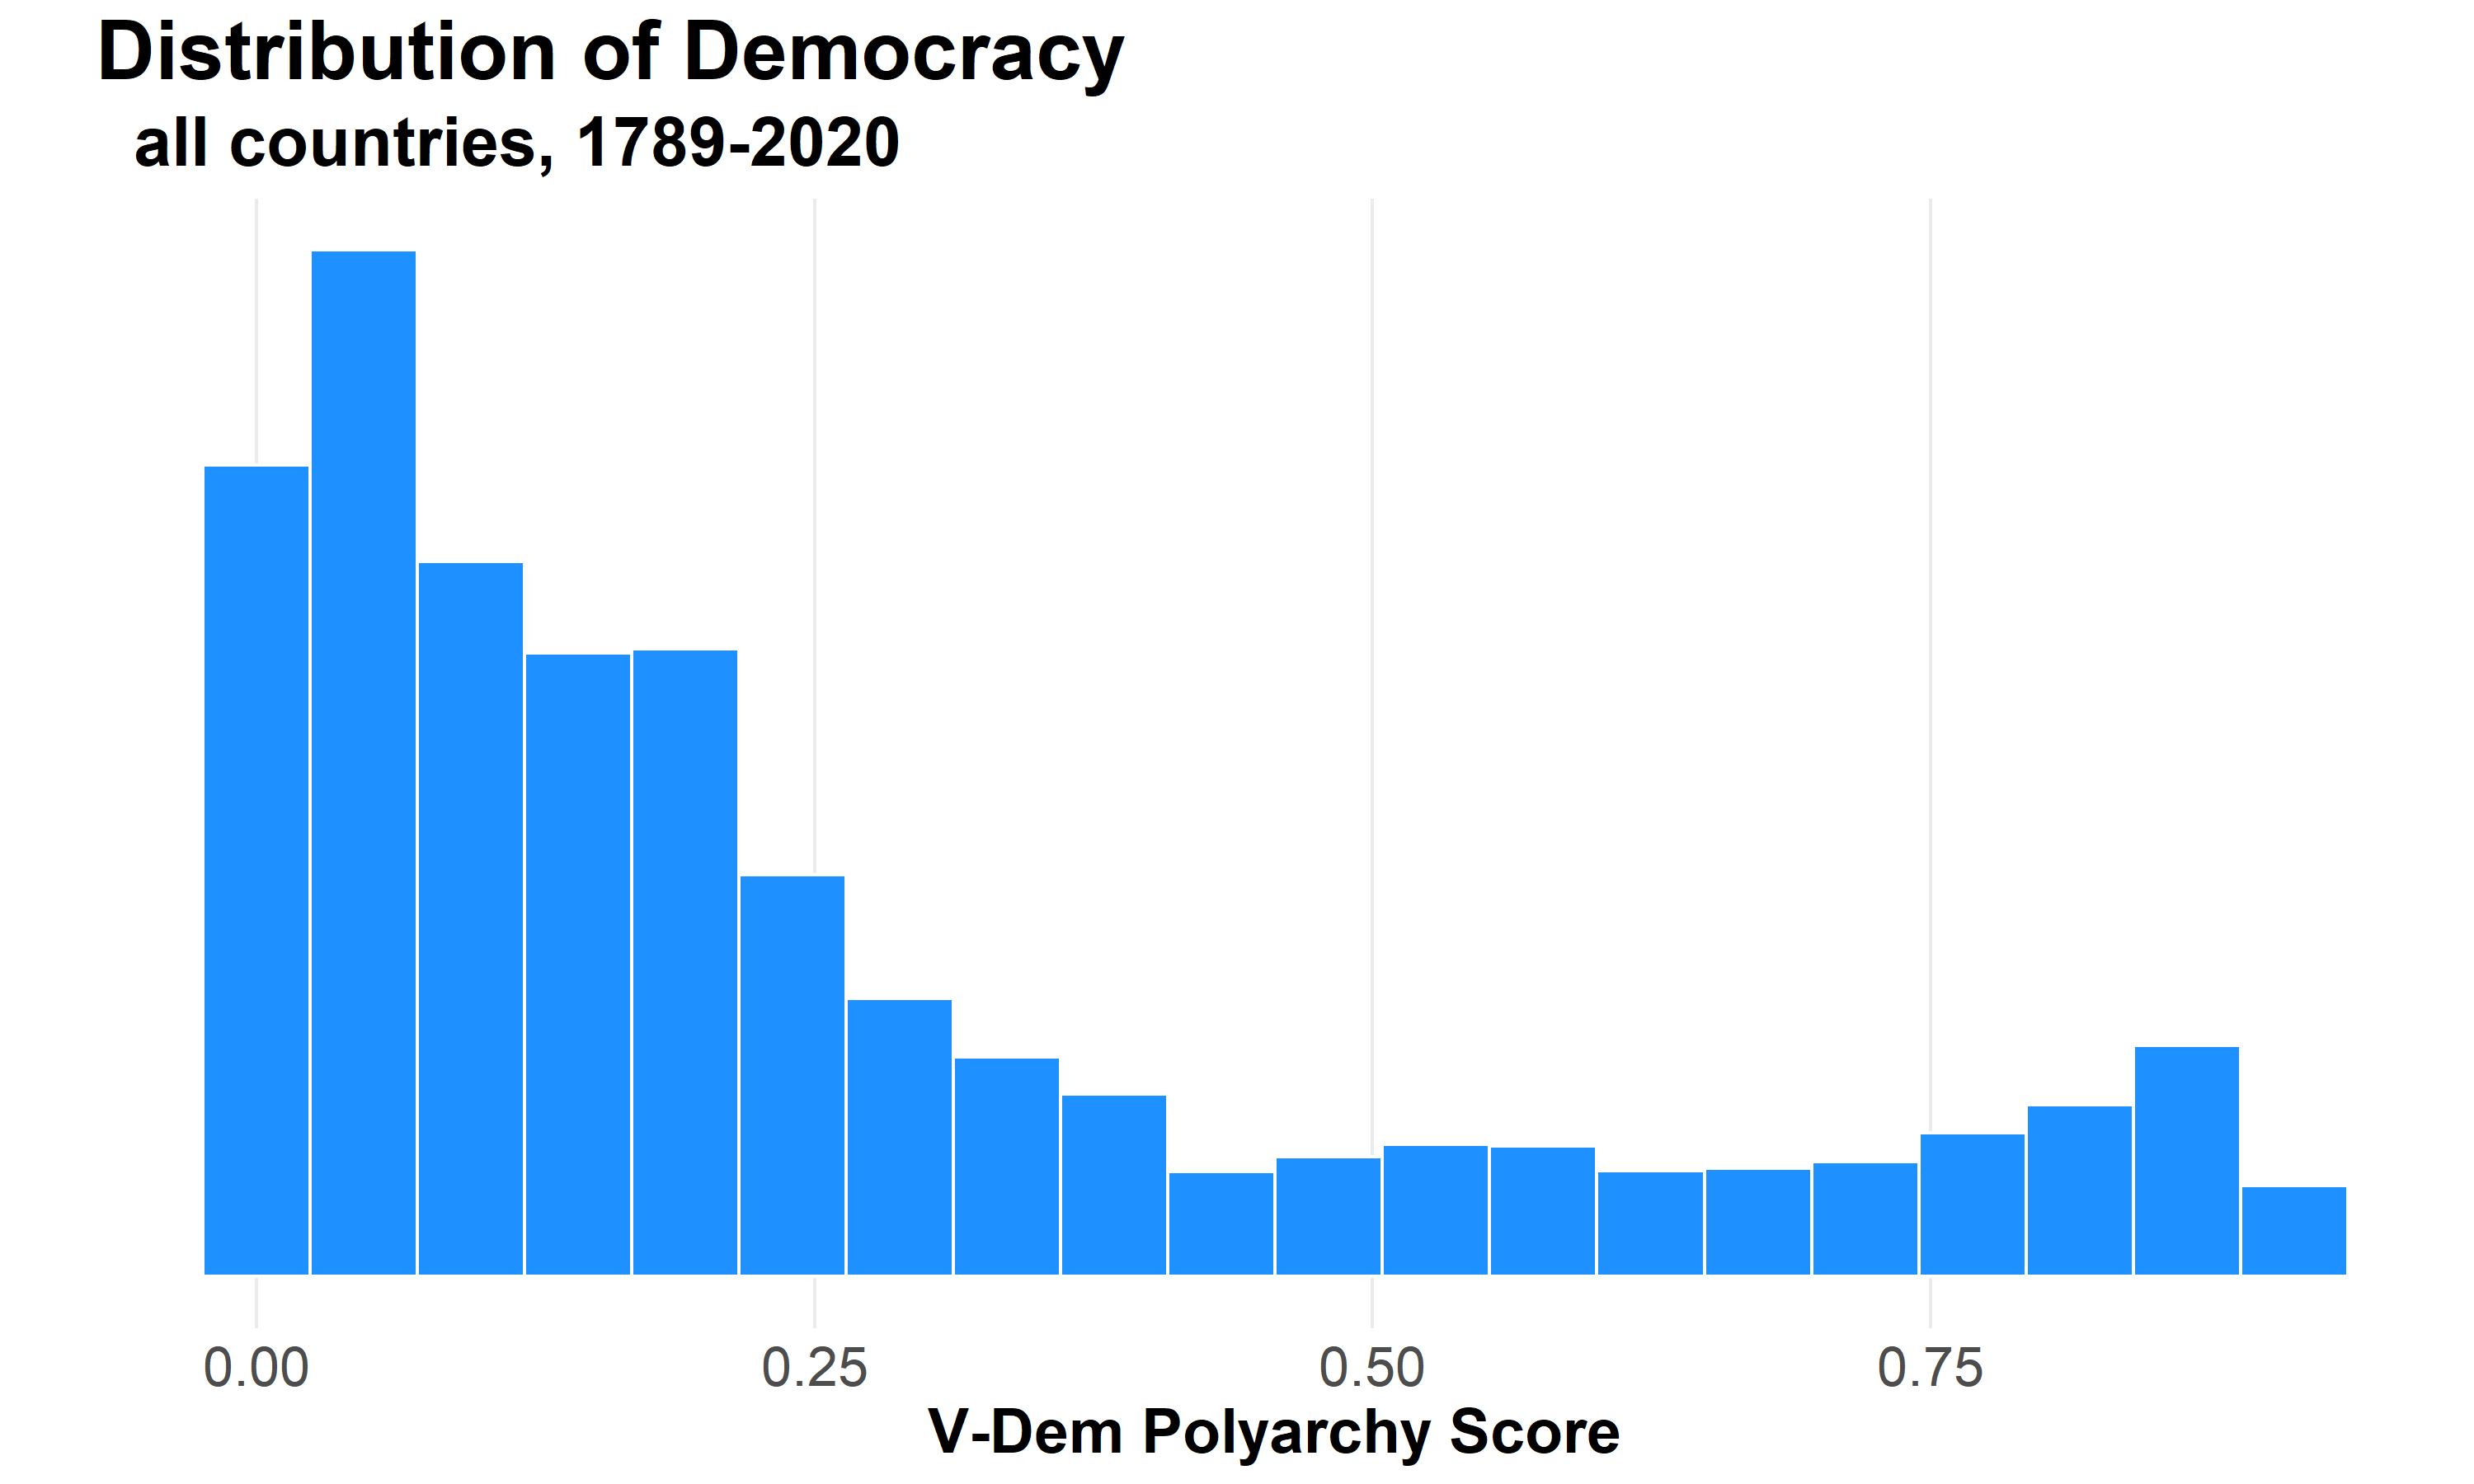 Distribution of Democracy
all countries, 1789-2020
0.00 0.25 0.50 0.75
V-Dem Polyarchy Score